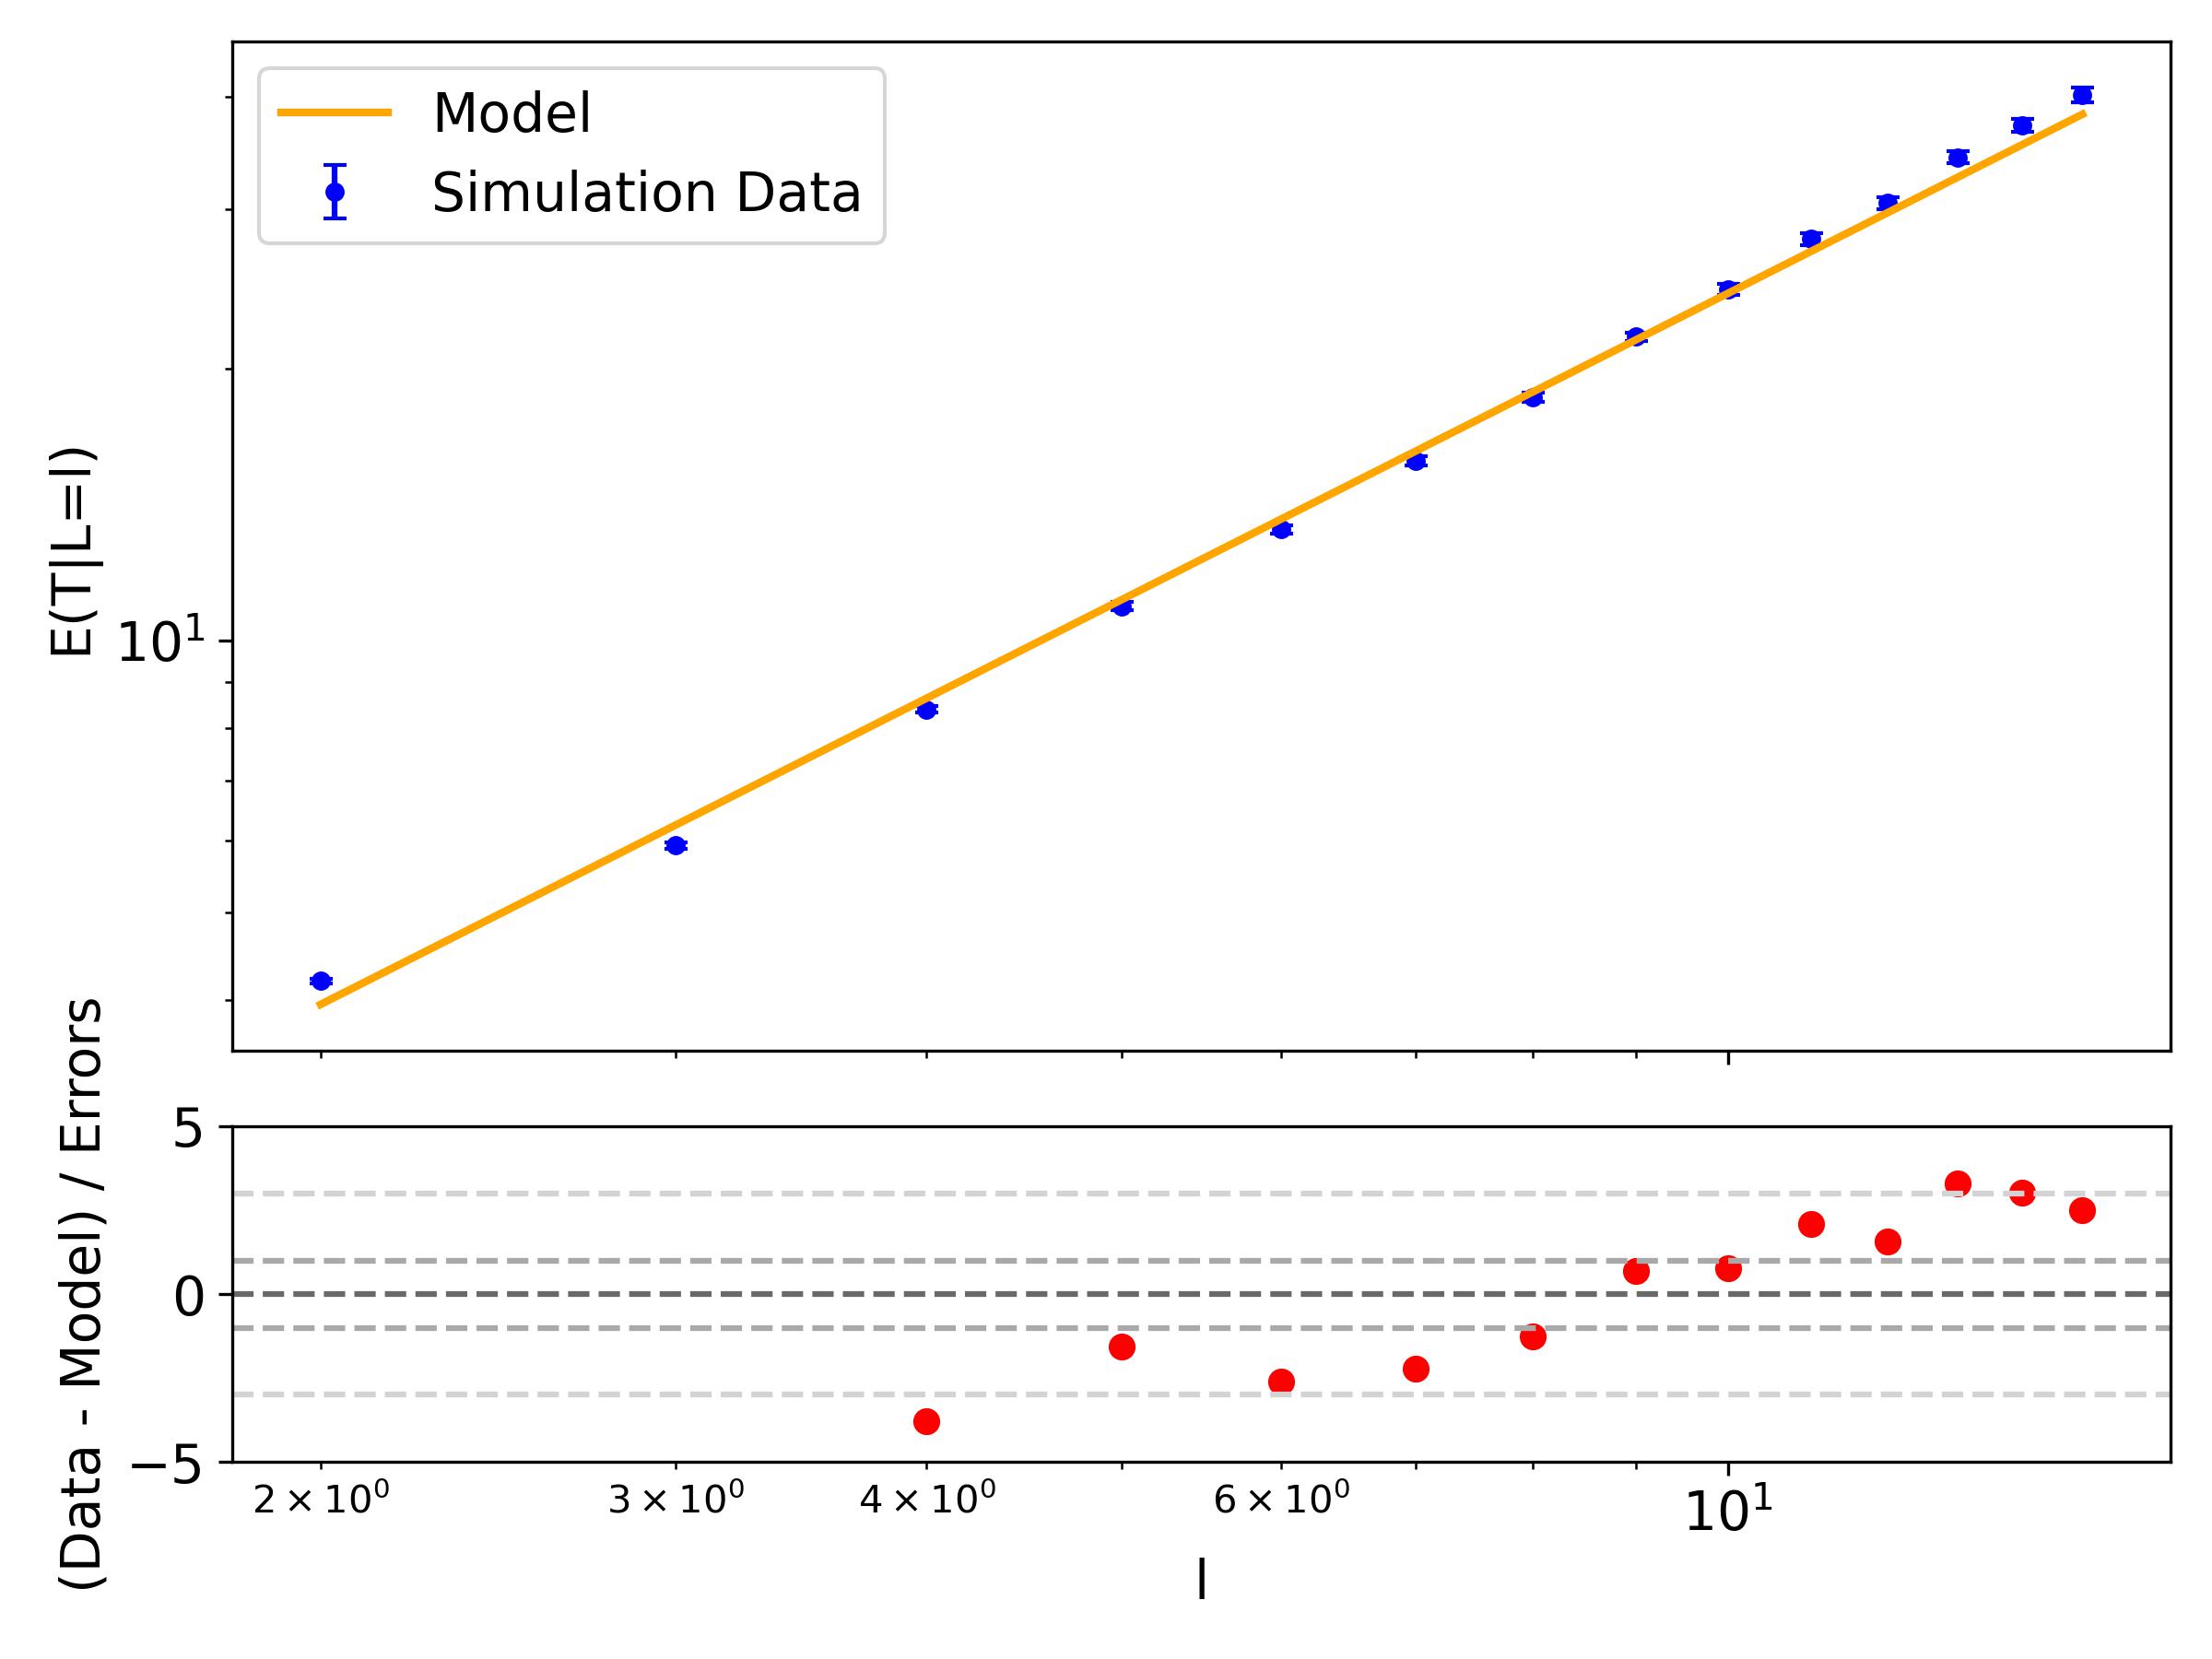 Model
Simulation Data
E(T|L=l)
10¹
(Data - Model) / Errors
5
0
−5
2 × 10⁰
3 × 10⁰
4 × 10⁰
6 × 10⁰
10¹
l